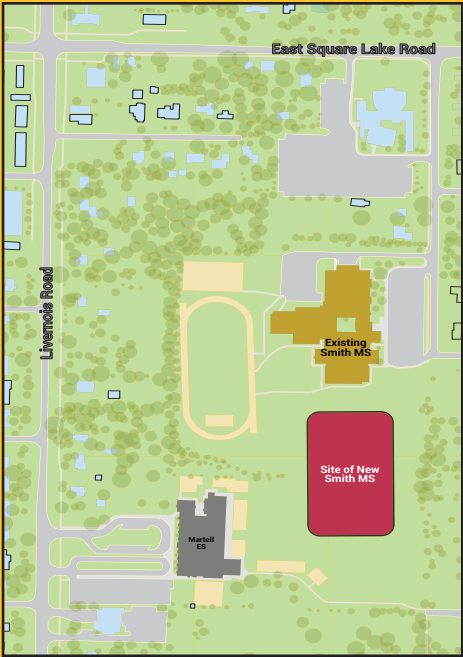 East Square Lake Road
Livernois Road
Existing
Smith MS
Site of New
Smith MS
Martell
ES